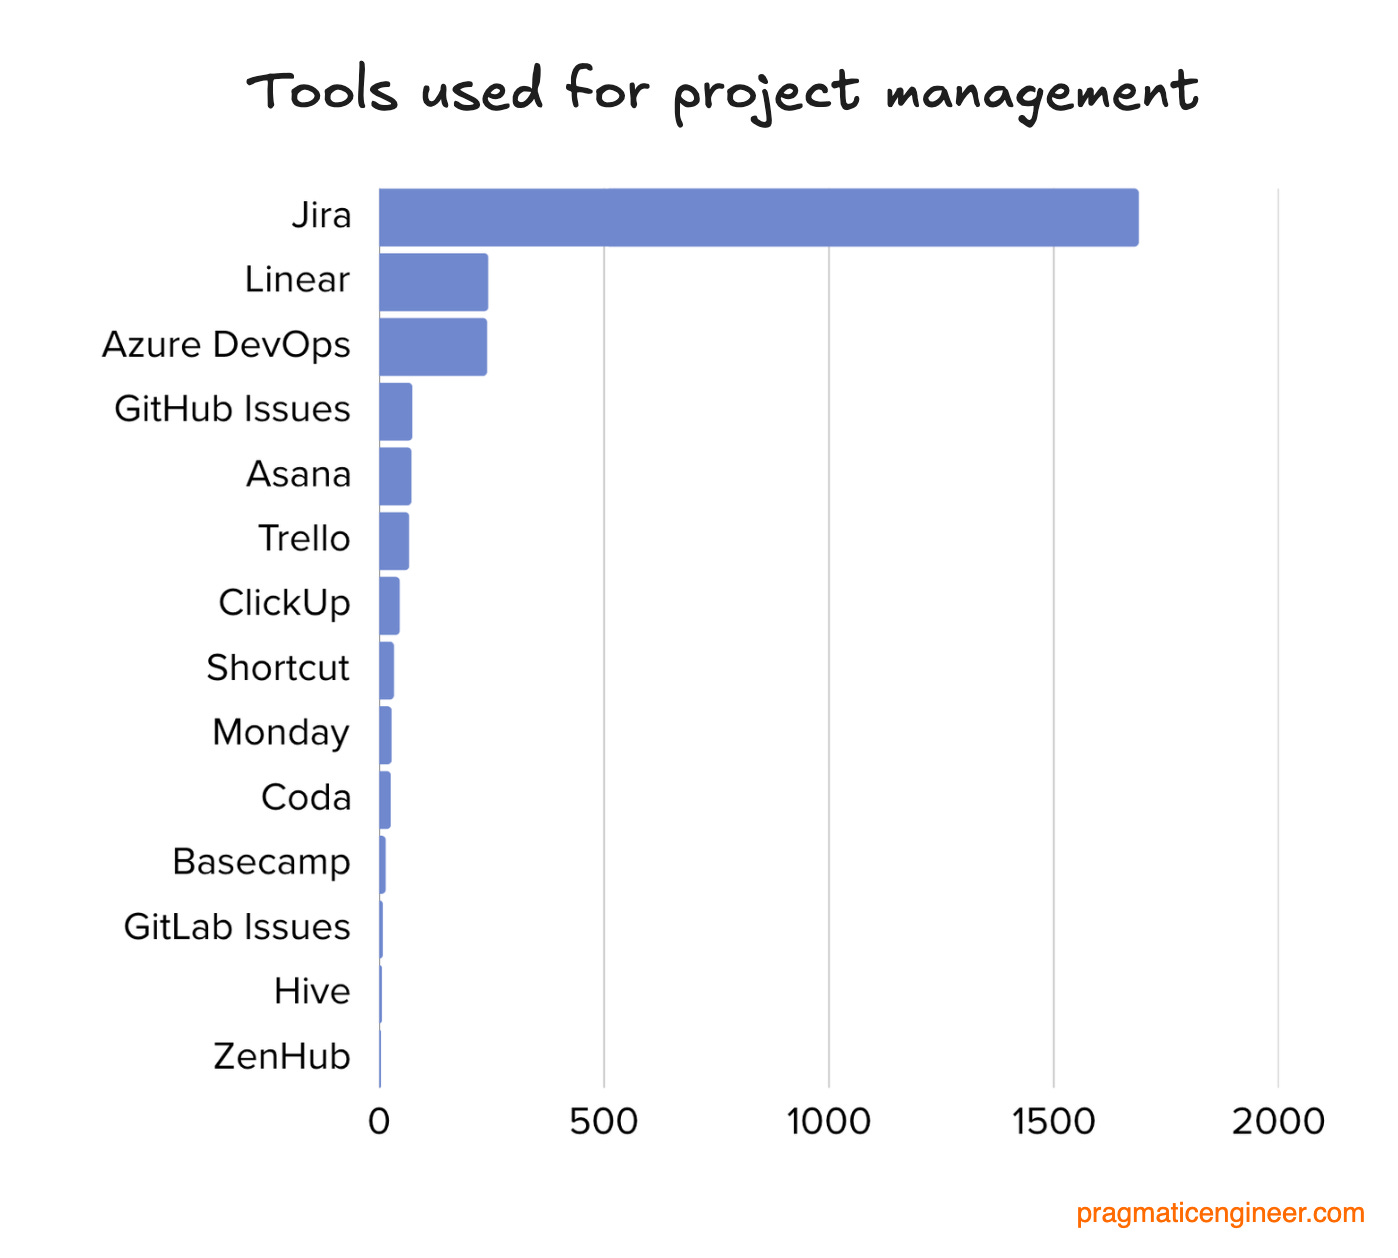 Tools used for project management
Jira
Linear
Azure DevOps
GitHub Issues
Asana
Trello
ClickUp
Shortcut
Monday
Coda
Basecamp
GitLab Issues
Hive
ZenHub
0 500 1000 1500 2000
pragmaticengineer.com